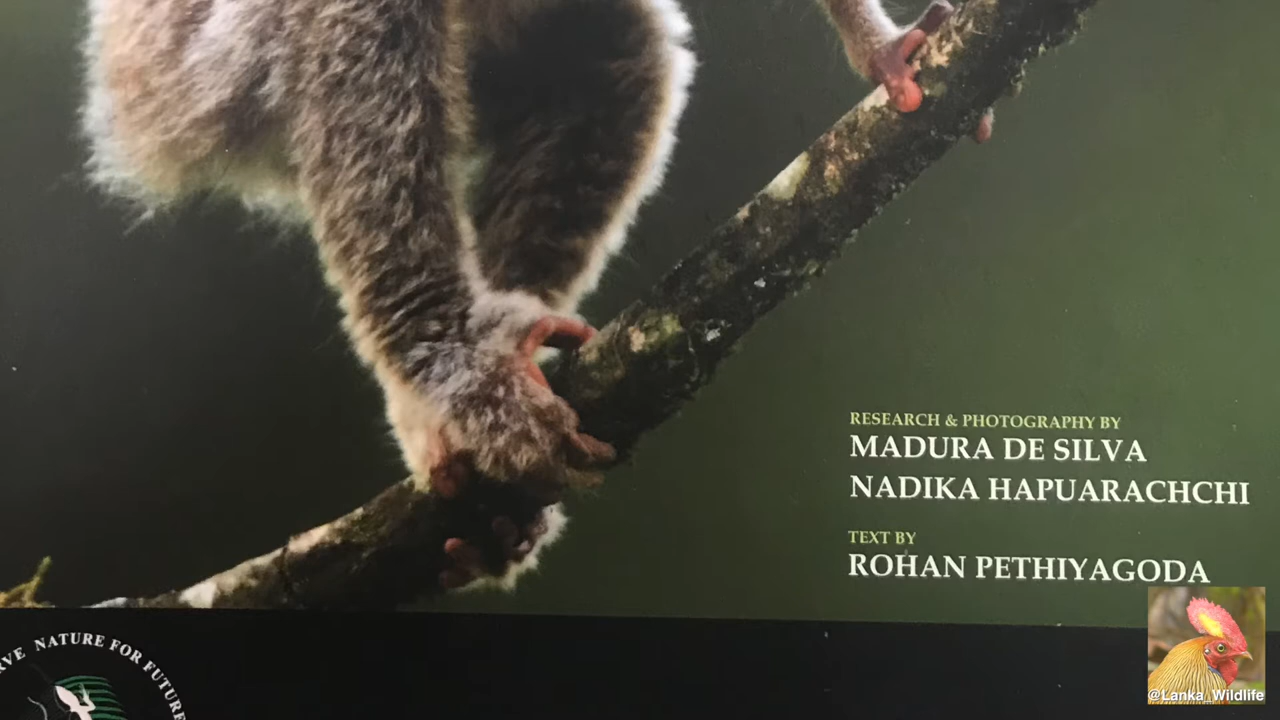 RESEARCH & PHOTOGRAPHY BY
MADURA DE SILVA
NADIKA HAPUARACHCHI
TEXT BY
ROHAN PETHIYAGODA
NATURE FOR FUTURE
@Lanka_Wildlife